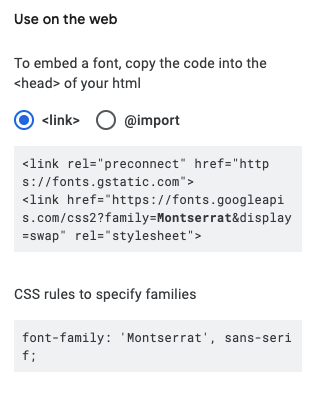 Use on the web
To embed a font, copy the code into the
<head> of your html
<link> @import
<link rel="preconnect" href="http
s://fonts.gstatic.com">
<link href="https://fonts.googleapi
s.com/css2?family=Montserrat&display
=swap" rel="stylesheet">
CSS rules to specify families
font-family: 'Montserrat', sans-seri
f;